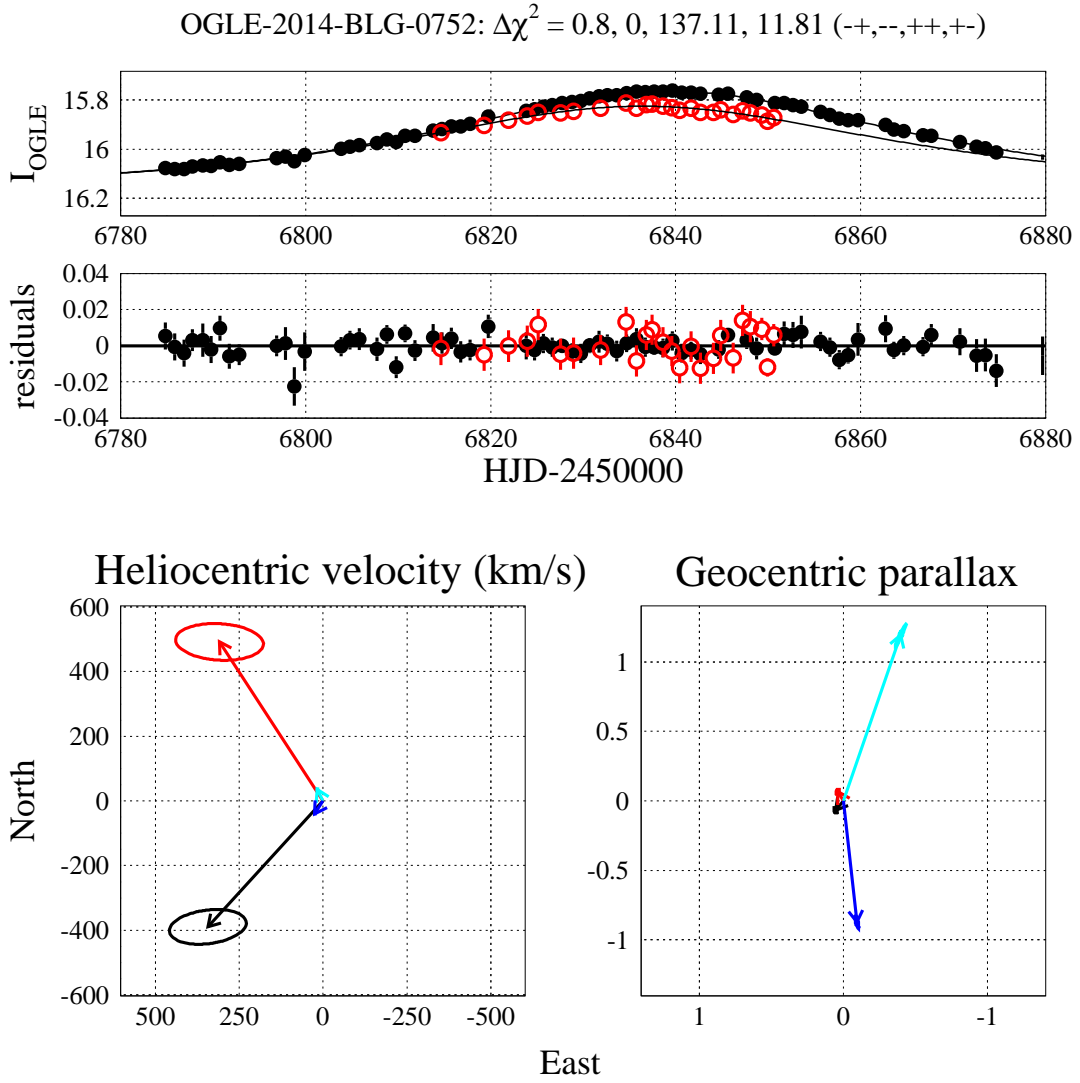 OGLE-2014-BLG-0752: Δχ² = 0.8, 0, 137.11, 11.81 (-+,--,++,+-)
I_OGLE
15.8
16
16.2
6780 6800 6820 6840 6860 6880
residuals
0.04
0.02
0
-0.02
-0.04
6780 6800 6820 6840 6860 6880
HJD-2450000
Heliocentric velocity (km/s)
North
600
400
200
0
-200
-400
-600
500 250 0 -250 -500
Geocentric parallax
1
0.5
0
-0.5
-1
1 0 -1
East